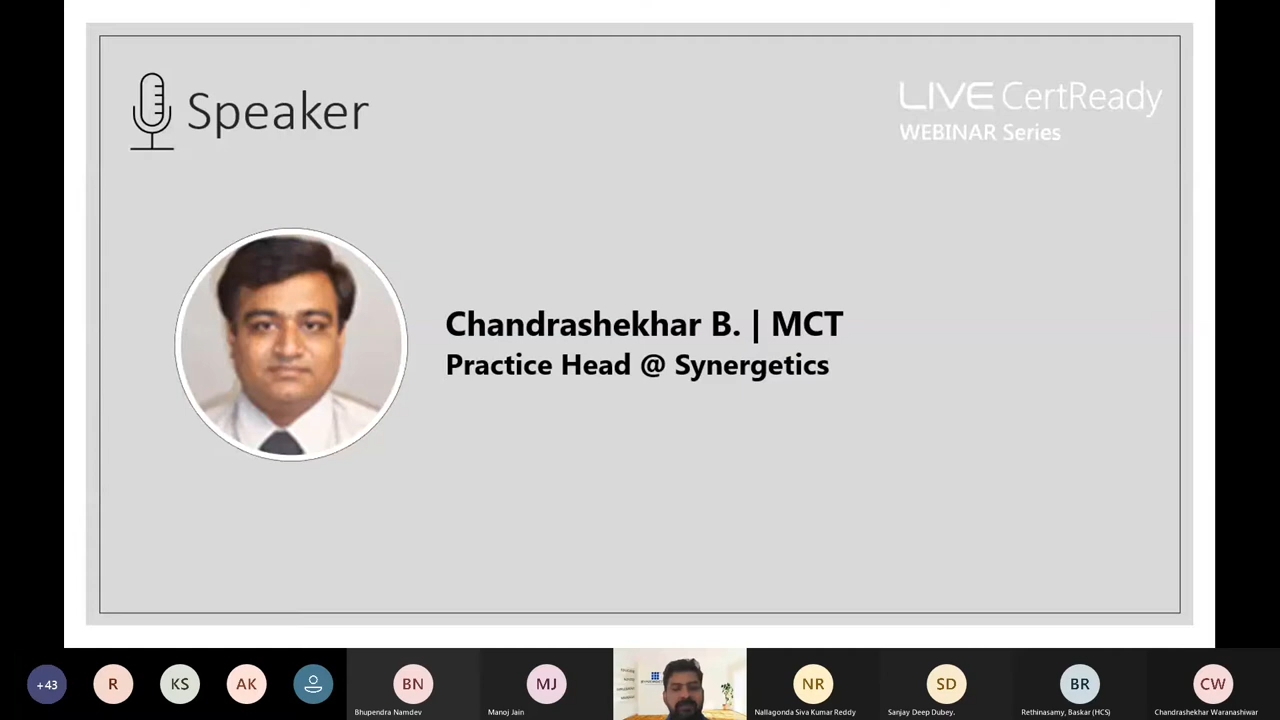 Speaker
LIVE CertReady
WEBINAR Series
Chandrashekhar B. | MCT
Practice Head @ Synergetics
+43
R
KS
AK
BN
MJ
NR
SD
BR
CW
Bhupendra Namdev
Manoj Jain
Nallagonda Siva Kumar Reddy
Sanjay Deep Dubey.
Rethinasamy, Baskar (HCS)
Chandrashekhar Waranashiwar